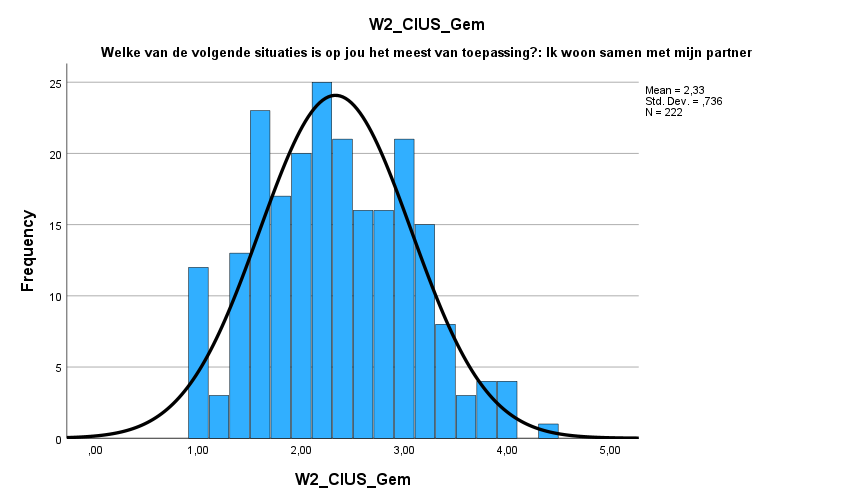 W2_CIUS_Gem
Welke van de volgende situaties is op jou het meest van toepassing?: Ik woon samen met mijn partner
Mean = 2,33
Std. Dev. = ,736
N = 222
Frequency
25
20
15
10
5
0
,00
1,00
2,00
3,00
4,00
5,00
W2_CIUS_Gem